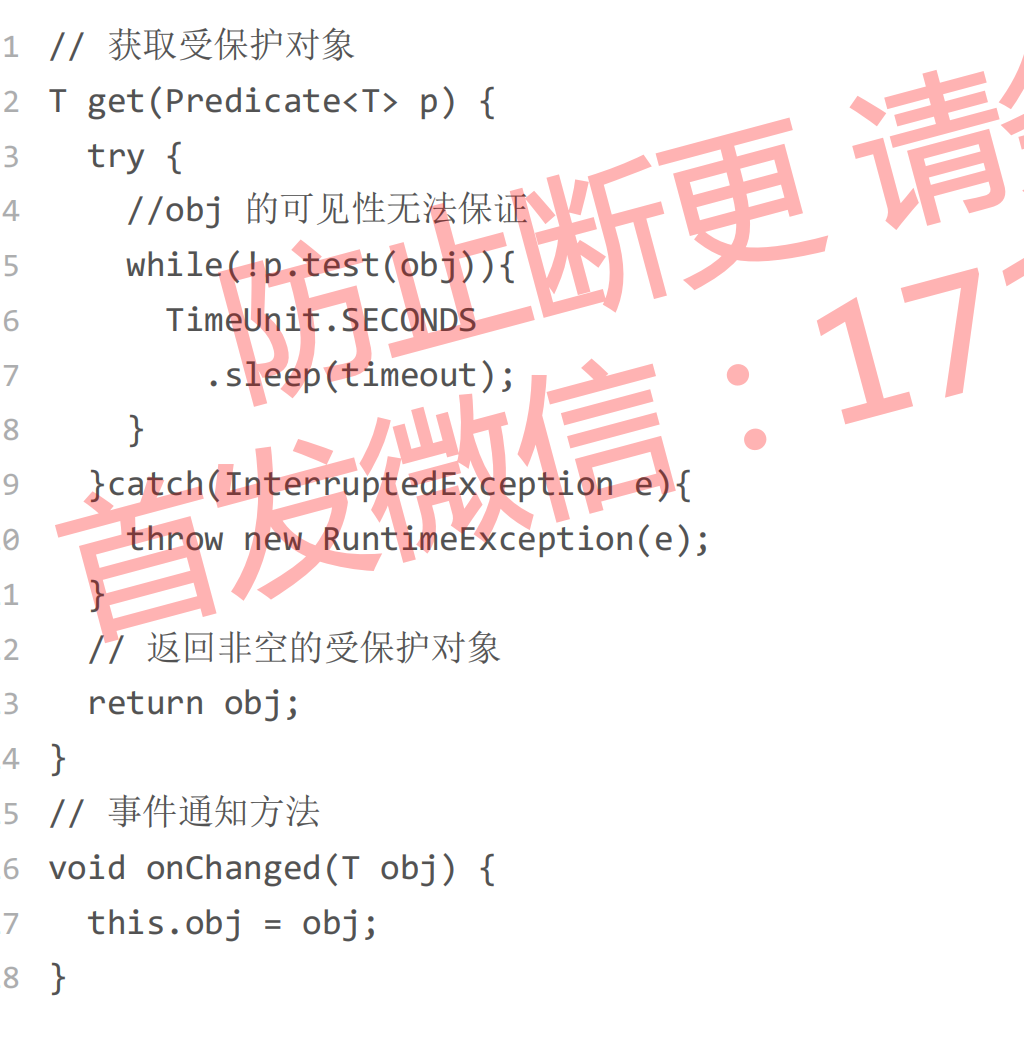 1 // 获取受保护对象
2 T get(Predicate<T> p) {
3 try {
4 //obj 的可见性无法保证
5 while(!p.test(obj)){
6 TimeUnit.SECONDS
7 .sleep(timeout);
8 }
9 }catch(InterruptedException e){
0 throw new RuntimeException(e);
1 }
2 // 返回非空的受保护对象
3 return obj;
4 }
5 // 事件通知方法
6 void onChanged(T obj) {
7 this.obj = obj;
8 }
防止断更 请
首发微信：17